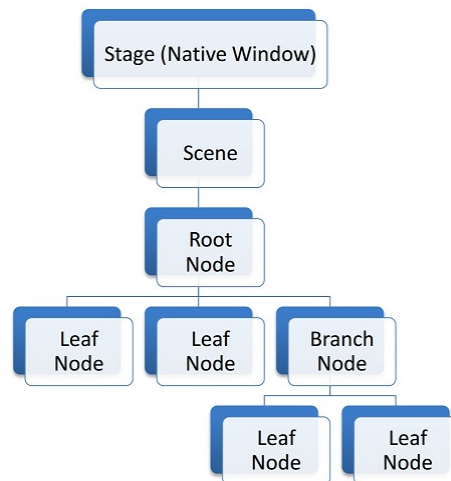 Stage (Native Window)
Scene
Root
Node
Leaf
Node
Leaf
Node
Branch
Node
Leaf
Node
Leaf
Node